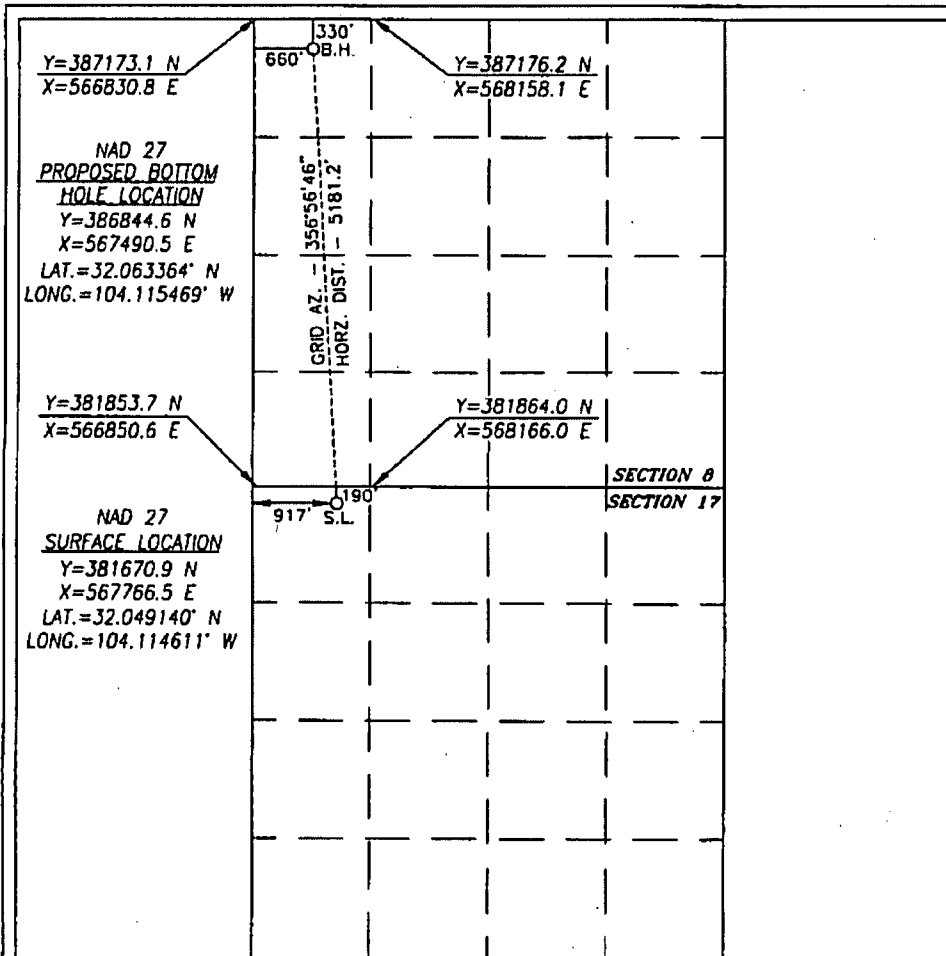 330'
660' B.H.
Y=387173.1 N
X=566830.8 E
Y=387176.2 N
X=568158.1 E
NAD 27
PROPOSED BOTTOM
HOLE LOCATION
Y=386844.6 N
X=567490.5 E
LAT.=32.063364° N
LONG.=104.115469° W
GRID AZ. - 356°56'46"
HORZ. DIST. - 5181.2'
Y=381853.7 N
X=566850.6 E
Y=381864.0 N
X=568166.0 E
SECTION 8
SECTION 17
190'
917' S.L.
NAD 27
SURFACE LOCATION
Y=381670.9 N
X=567766.5 E
LAT.=32.049140° N
LONG.=104.114611° W